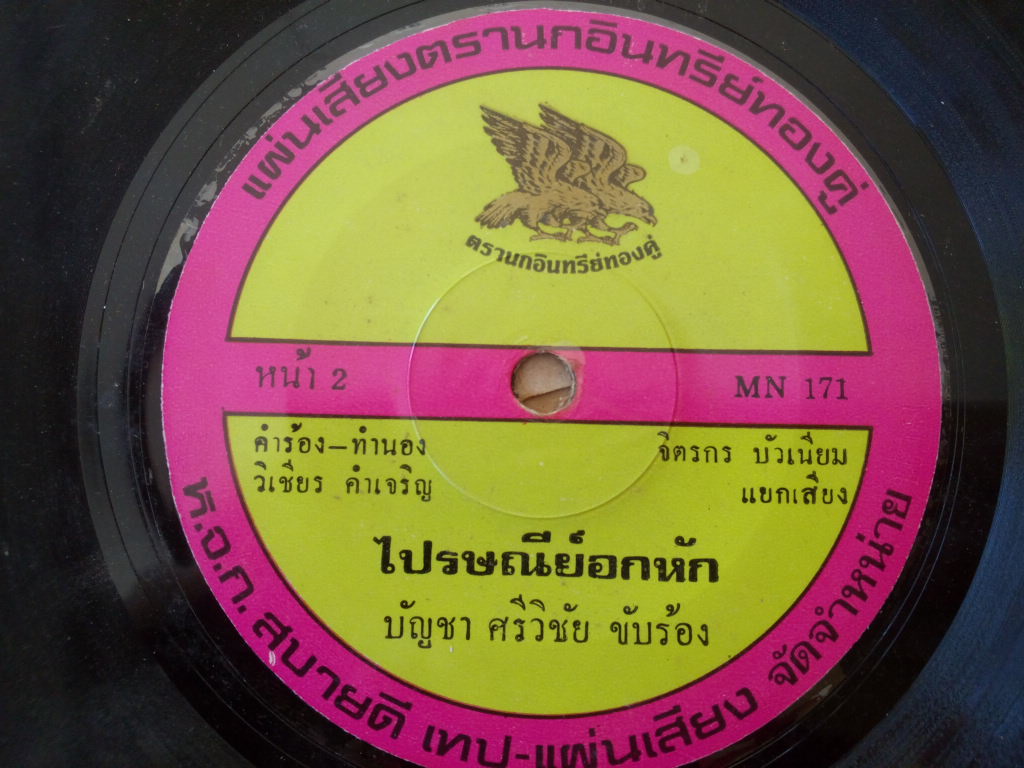 แผ่นเสียงตรานกอินทรีย์ทองคู่
ตรานกอินทรีย์ทองคู่
หน้า 2
MN 171
คำร้อง–ทำนอง
วิเชียร คำเจริญ
จิตรกร บัวเนียม
แยกเสียง
ไปรษณีย์อกหัก
บัญชา ศรีวิชัย ขับร้อง
ห.จ.ก. สบายดี เทป-แผ่นเสียง จัดจำหน่าย